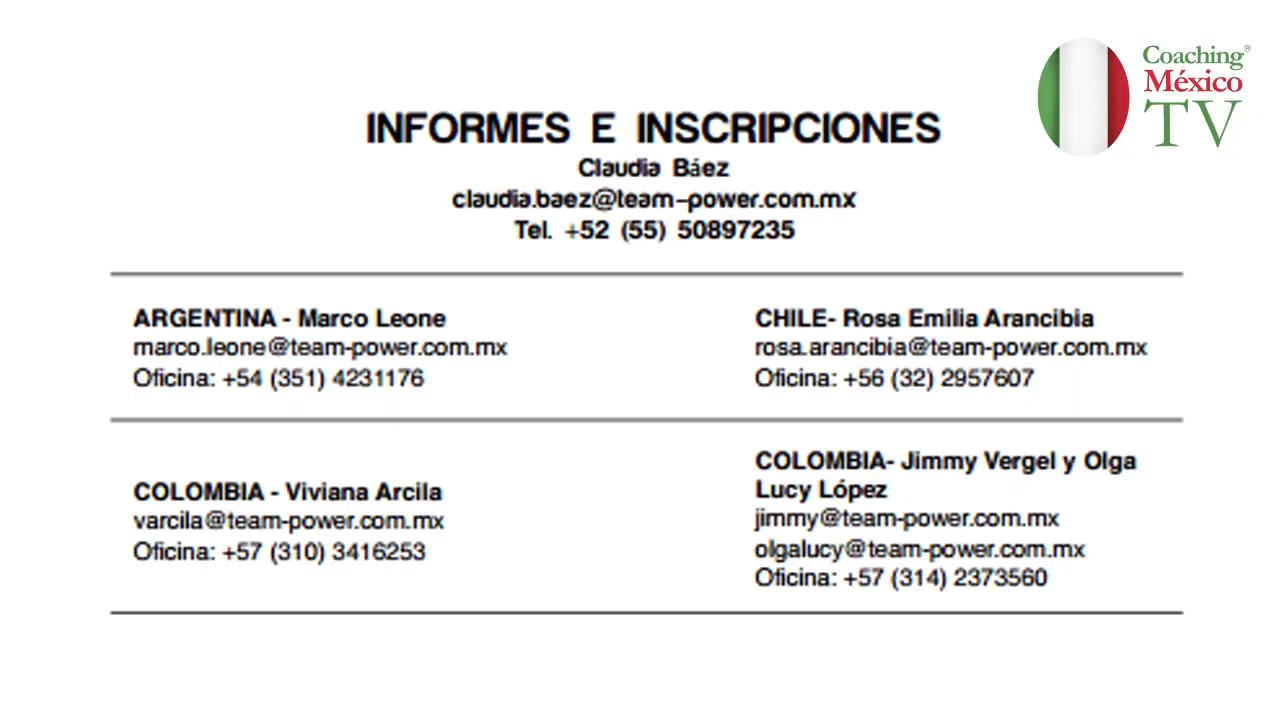 Coaching®
México
TV
INFORMES E INSCRIPCIONES
Claudia Báez
claudia.baez@team-power.com.mx
Tel. +52 (55) 50897235
ARGENTINA - Marco Leone
marco.leone@team-power.com.mx
Oficina: +54 (351) 4231176
CHILE- Rosa Emilia Arancibia
rosa.arancibia@team-power.com.mx
Oficina: +56 (32) 2957607
COLOMBIA - Viviana Arcila
varcila@team-power.com.mx
Oficina: +57 (310) 3416253
COLOMBIA- Jimmy Vergel y Olga
Lucy López
jimmy@team-power.com.mx
olgalucy@team-power.com.mx
Oficina: +57 (314) 2373560